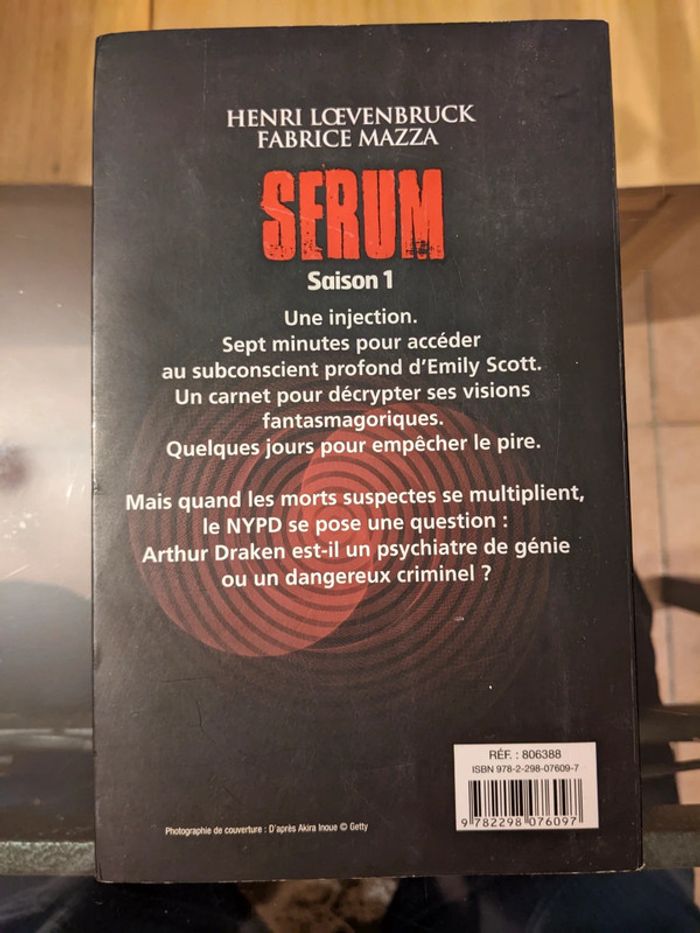 HENRI LŒVENBRUCK
FABRICE MAZZA
SERUM
Saison 1
Une injection.
Sept minutes pour accéder
au subconscient profond d'Emily Scott.
Un carnet pour décrypter ses visions
fantasmagoriques.
Quelques jours pour empêcher le pire.
Mais quand les morts suspectes se multiplient,
le NYPD se pose une question :
Arthur Draken est-il un psychiatre de génie
ou un dangereux criminel ?
RÉF. : 806388
ISBN 978-2-298-07609-7
9 782298 076097
Photographie de couverture : D'après Akira Inoue © Getty